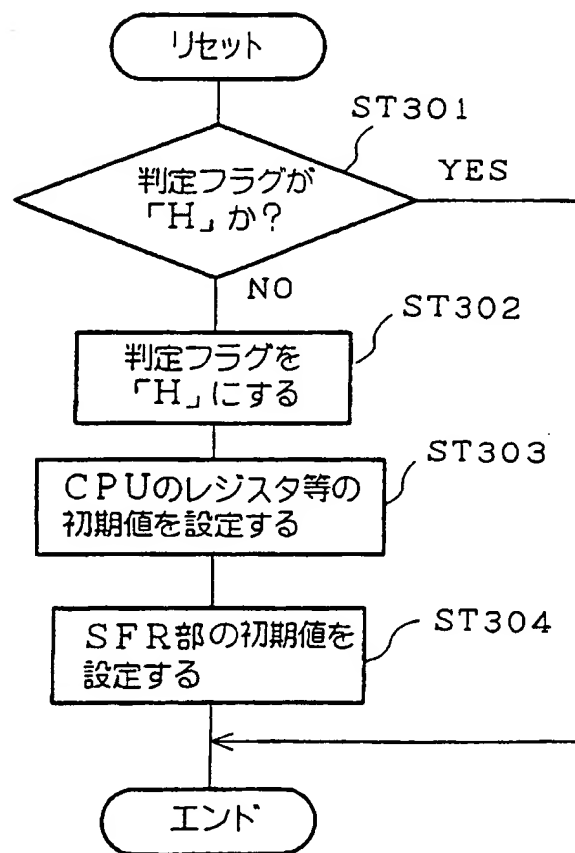 リセット
ST301
判定フラグが
「H」か?
YES
NO
ST302
判定フラグを
「H」にする
ST303
CPUのレジスタ等の
初期値を設定する
ST304
SFR部の初期値を
設定する
エンド